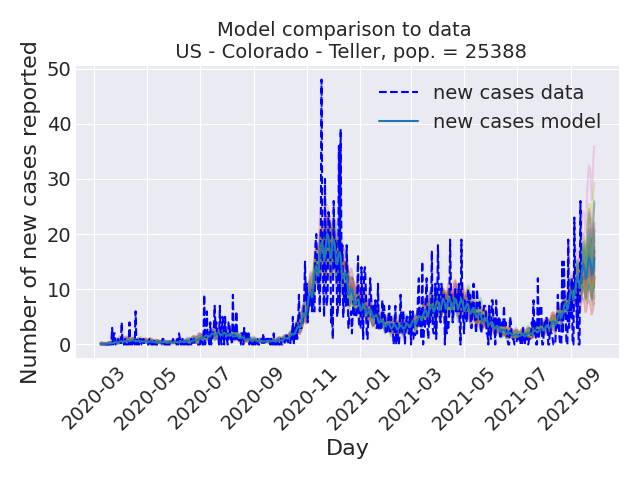 Model comparison to data
US - Colorado - Teller, pop. = 25388
Number of new cases reported
50
40
30
20
10
0
new cases data
new cases model
2020-03
2020-05
2020-07
2020-09
2020-11
2021-01
2021-03
2021-05
2021-07
2021-09
Day